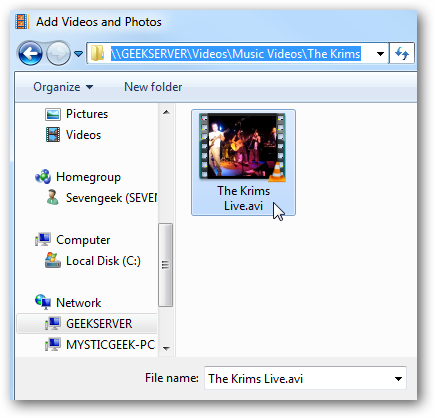 Add Videos and Photos
\\GEEKSERVER\Videos\Music Videos\The Krims
Organize
New folder
Pictures
Videos
Homegroup
Sevengeek (SEVEN
Computer
Local Disk (C:)
Network
GEEKSERVER
MYSTICGEEK-PC
The Krims
Live.avi
File name:
The Krims Live.avi